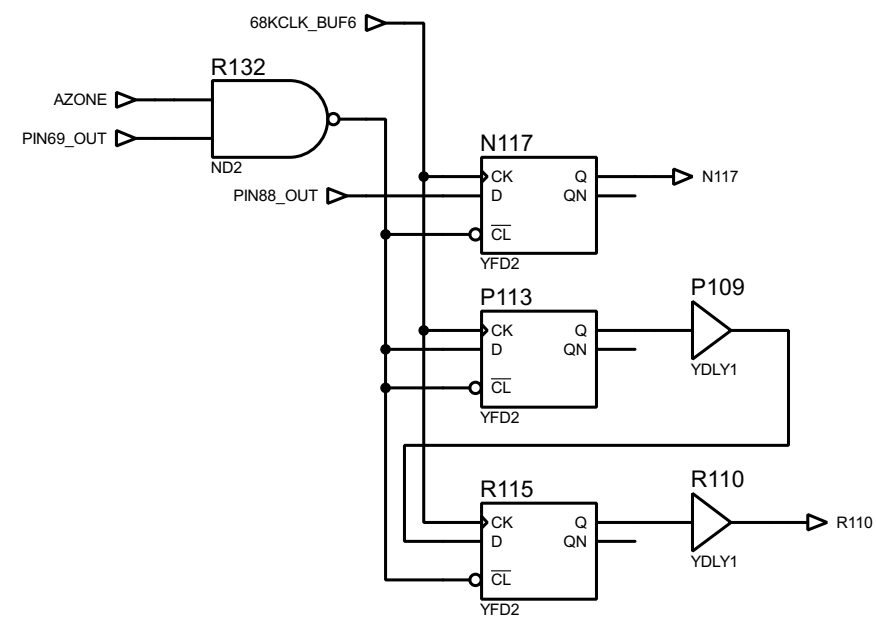 68KCLK_BUF6
R132
AZONE
PIN69_OUT
ND2
N117
CK Q
N117
PIN88_OUT
D QN
CL
YFD2
P113
P109
CK Q
D QN
YDLY1
CL
YFD2
R115
R110
CK Q
R110
D QN
YDLY1
CL
YFD2